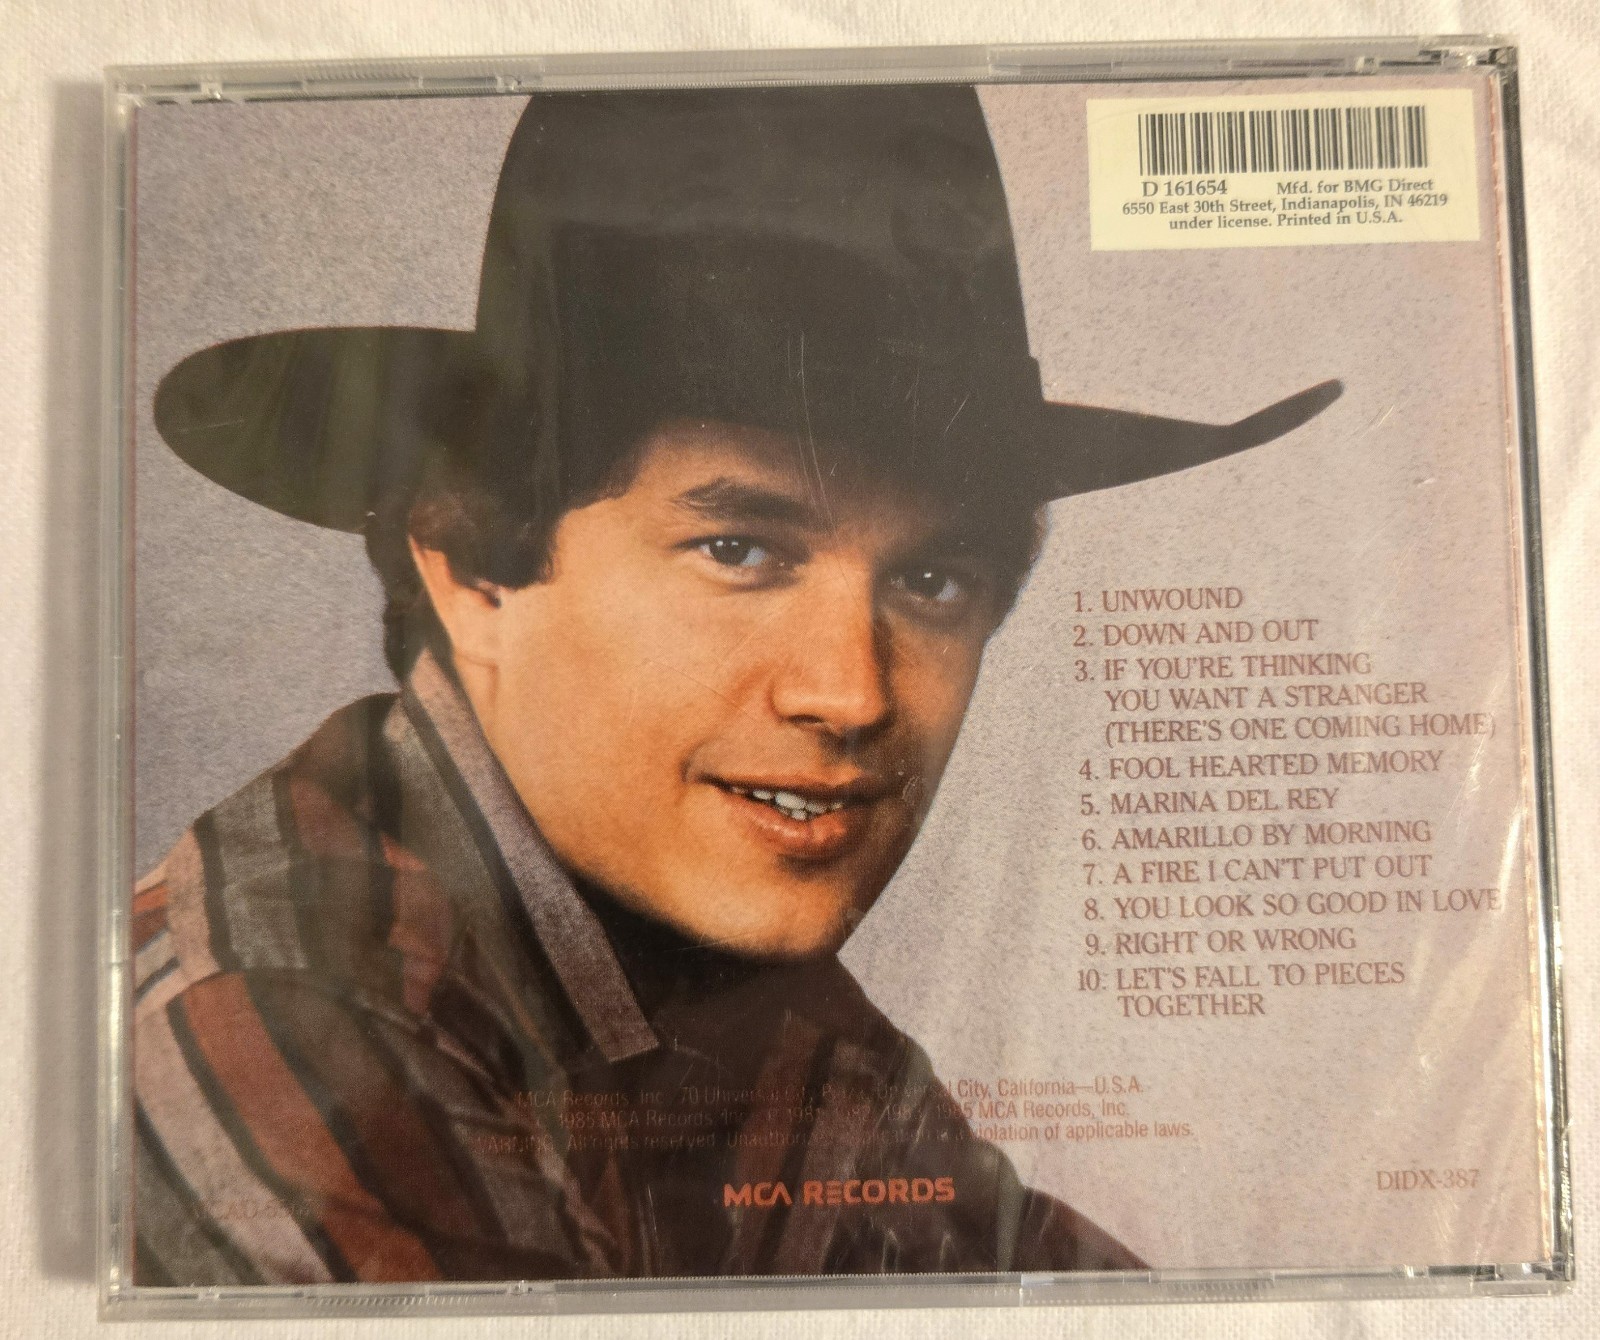 D 161654 Mfd. for BMG Direct
6550 East 30th Street, Indianapolis, IN 46219
under license. Printed in U.S.A.
1. UNWOUND
2. DOWN AND OUT
3. IF YOU'RE THINKING
YOU WANT A STRANGER
(THERE'S ONE COMING HOME)
4. FOOL HEARTED MEMORY
5. MARINA DEL REY
6. AMARILLO BY MORNING
7. A FIRE I CAN'T PUT OUT
8. YOU LOOK SO GOOD IN LOVE
9. RIGHT OR WRONG
10. LET'S FALL TO PIECES
TOGETHER
MCA Records, Inc. 70 Universal City, California—U.S.A.
1985 MCA Records, Inc. 1985 MCA Records, Inc.
All rights reserved. Unauthorized violation of applicable laws.
MCA RECORDS
DIDX-387